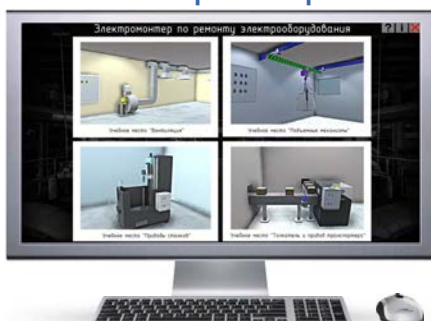 Электромонтер по ремонту электрооборудования
? i X
Учебное место "Вентиляция"
Учебное место "Подъемные механизмы"
Учебное место "Приводы станков"
Учебное место "Толкатель и привод транспортера"